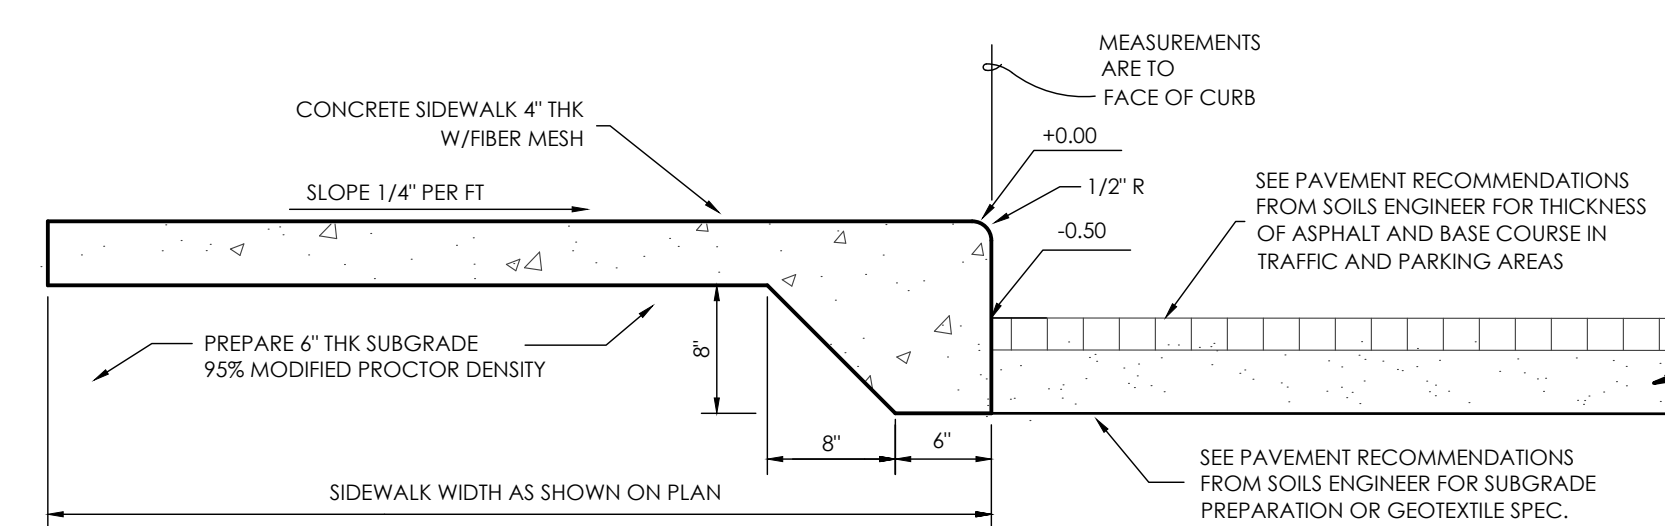 MEASUREMENTS
ARE TO
FACE OF CURB
CONCRETE SIDEWALK 4" THK
W/FIBER MESH
+0.00
SLOPE 1/4" PER FT
1/2" R
SEE PAVEMENT RECOMMENDATIONS
FROM SOILS ENGINEER FOR THICKNESS
OF ASPHALT AND BASE COURSE IN
TRAFFIC AND PARKING AREAS
-0.50
PREPARE 6" THK SUBGRADE
95% MODIFIED PROCTOR DENSITY
8"
8"
6"
SEE PAVEMENT RECOMMENDATIONS
FROM SOILS ENGINEER FOR SUBGRADE
PREPARATION OR GEOTEXTILE SPEC.
SIDEWALK WIDTH AS SHOWN ON PLAN